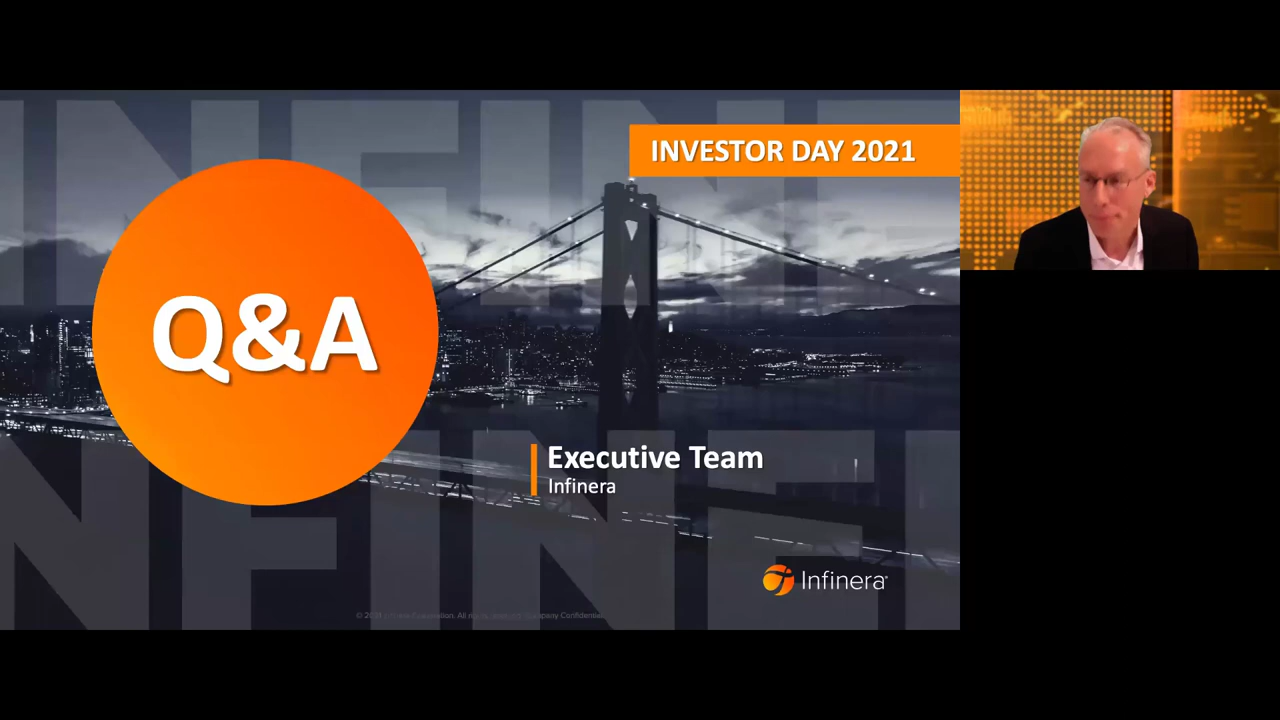 INVESTOR DAY 2021
Q&A
Executive Team
Infinera
Infinera